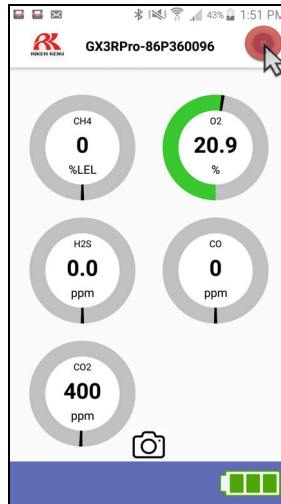 43% 1:51 PM
RIKEN KEIKI
GX3RPro-86P360096
CH4
0
%LEL
O2
20.9
%
H2S
0.0
ppm
CO
0
ppm
CO2
400
ppm